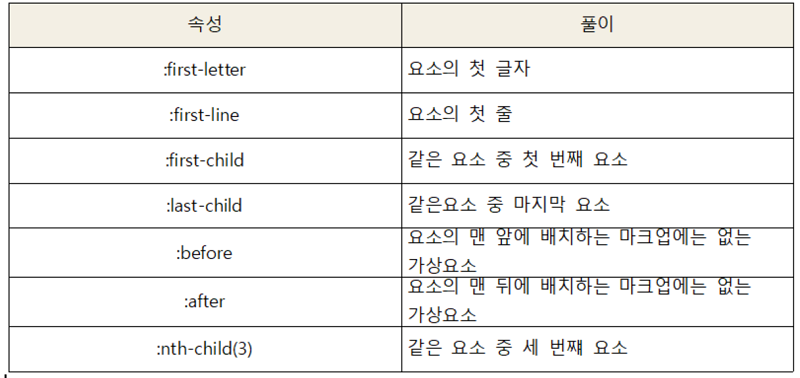 속성 풀이
:first-letter 요소의 첫 글자
:first-line 요소의 첫 줄
:first-child 같은 요소 중 첫 번째 요소
:last-child 같은요소 중 마지막 요소
:before 요소의 맨 앞에 배치하는 마크업에는 없는
가상요소
:after 요소의 맨 뒤에 배치하는 마크업에는 없는
가상요소
:nth-child(3) 같은 요소 중 세 번쨰 요소